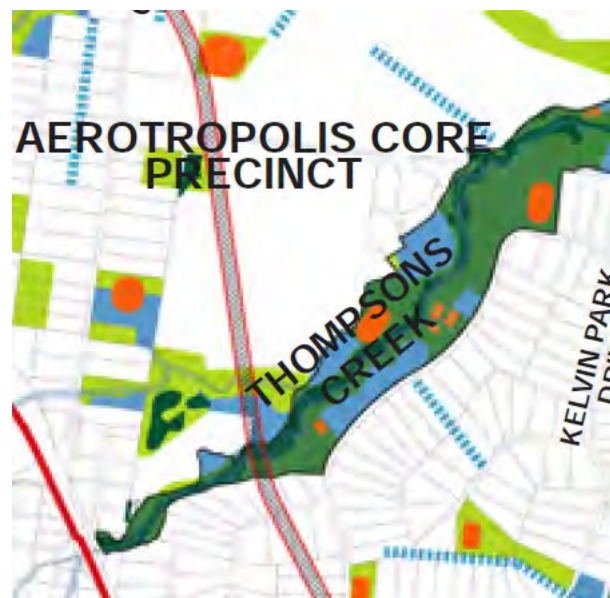 AEROTROPOLIS CORE
PRECINCT
THOMPSONS
CREEK
KELVIN PARK